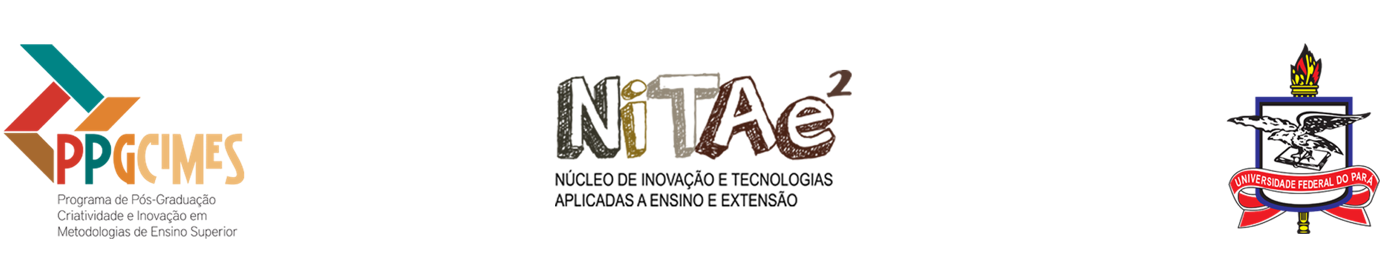 PPGCIMES
Programa de Pós-Graduação
Criatividade e Inovação em
Metodologias de Ensino Superior
NiTAe²
NÚCLEO DE INOVAÇÃO E TECNOLOGIAS
APLICADAS A ENSINO E EXTENSÃO
UNIVERSIDADE FEDERAL DO PARÁ